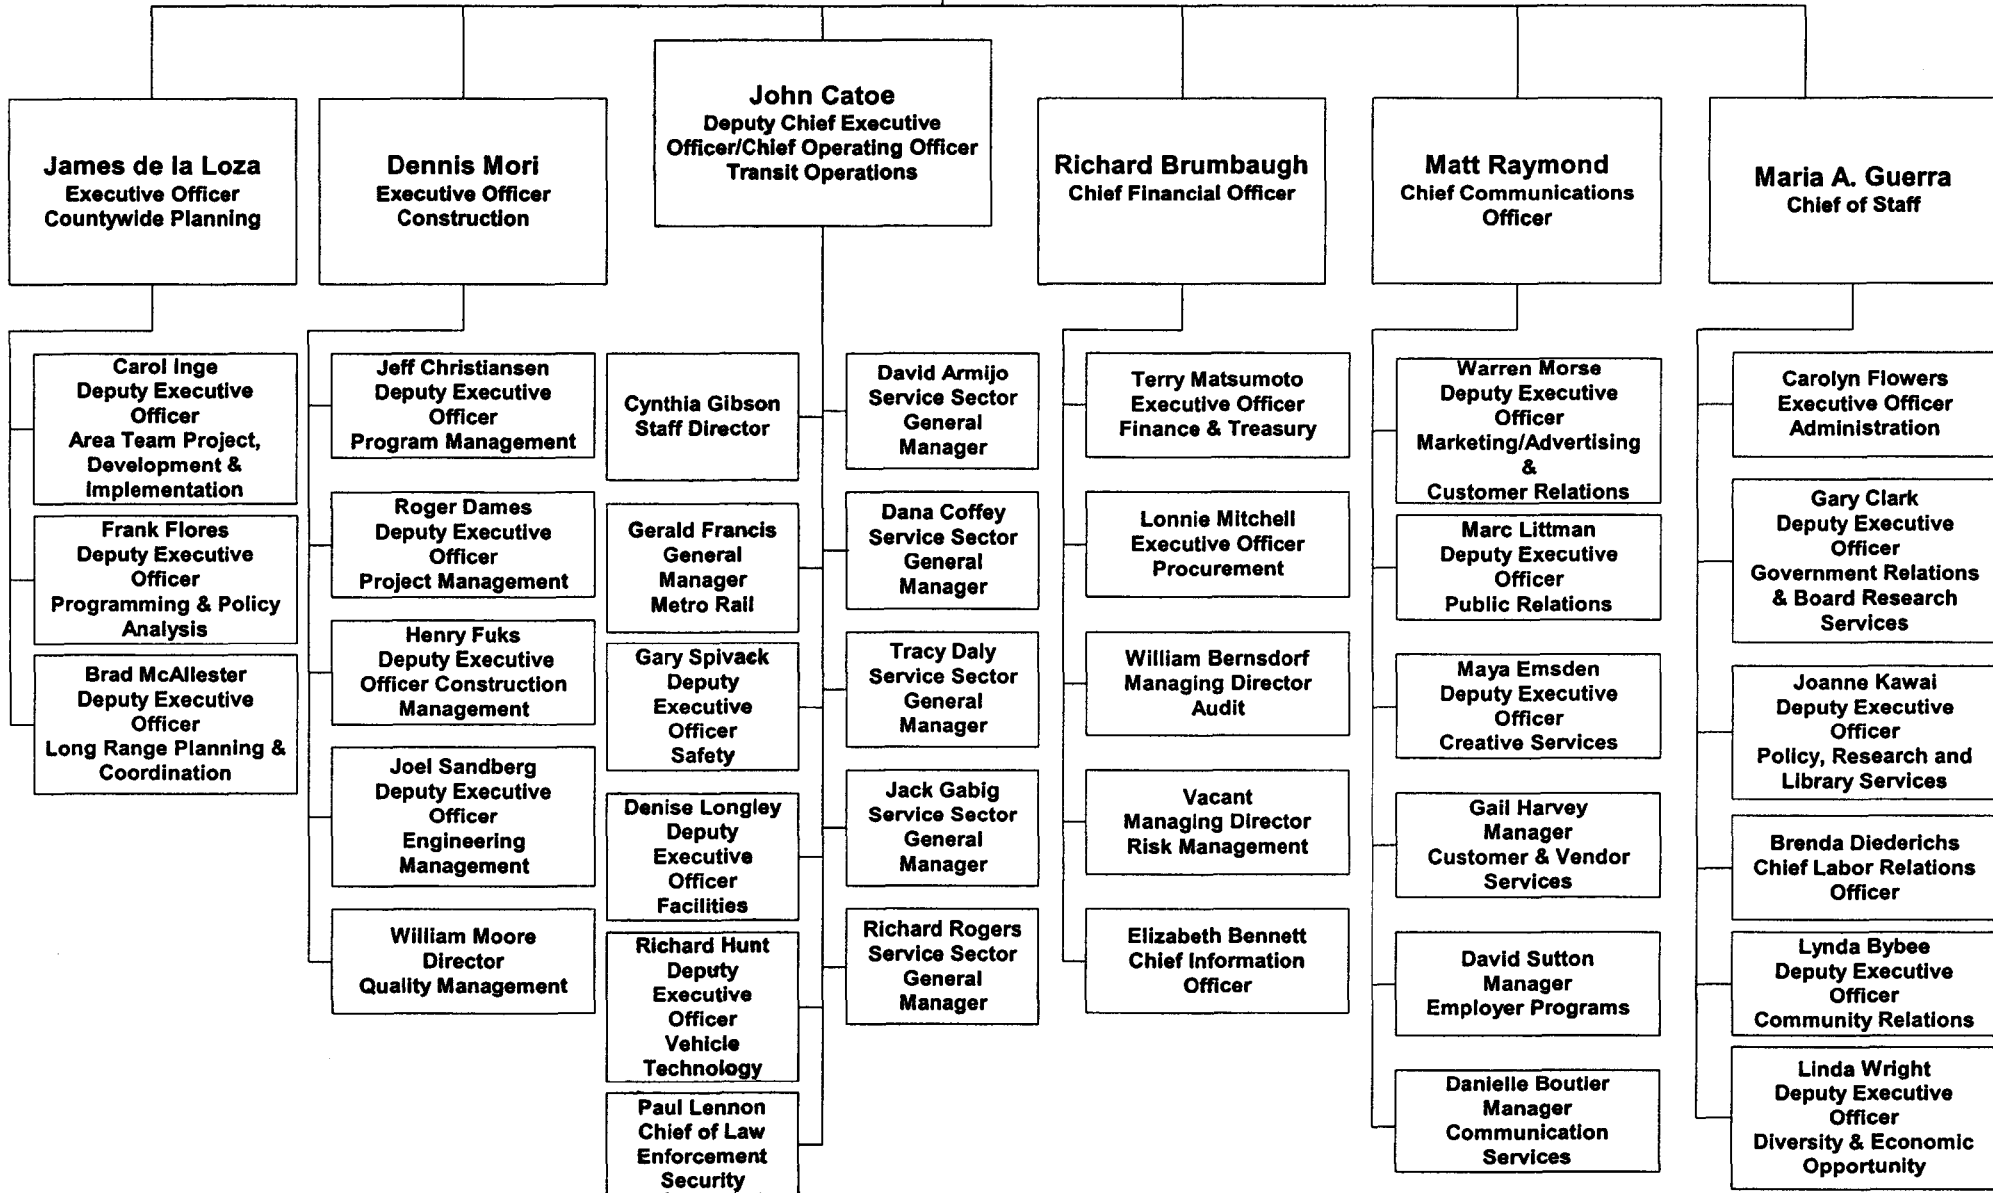 James de la Loza
Executive Officer
Countywide Planning
Dennis Mori
Executive Officer
Construction
John Catoe
Deputy Chief Executive
Officer/Chief Operating Officer
Transit Operations
Richard Brumbaugh
Chief Financial Officer
Matt Raymond
Chief Communications
Officer
Maria A. Guerra
Chief of Staff
Carol Inge
Deputy Executive
Officer
Area Team Project,
Development &
Implementation
Frank Flores
Deputy Executive
Officer
Programming & Policy
Analysis
Brad McAllester
Deputy Executive
Officer
Long Range Planning &
Coordination
Jeff Christiansen
Deputy Executive
Officer
Program Management
Roger Dames
Deputy Executive
Officer
Project Management
Henry Fuks
Deputy Executive
Officer Construction
Management
Joel Sandberg
Deputy Executive
Officer
Engineering
Management
William Moore
Director
Quality Management
Cynthia Gibson
Staff Director
Gerald Francis
General
Manager
Metro Rail
Gary Spivack
Deputy
Executive
Officer
Safety
Denise Longley
Deputy
Executive
Officer
Facilities
Richard Hunt
Deputy
Executive
Officer
Vehicle
Technology
Paul Lennon
Chief of Law
Enforcement
Security
David Armijo
Service Sector
General
Manager
Dana Coffey
Service Sector
General
Manager
Tracy Daly
Service Sector
General
Manager
Jack Gabig
Service Sector
General
Manager
Richard Rogers
Service Sector
General
Manager
Terry Matsumoto
Executive Officer
Finance & Treasury
Lonnie Mitchell
Executive Officer
Procurement
William Bernsdorf
Managing Director
Audit
Vacant
Managing Director
Risk Management
Elizabeth Bennett
Chief Information
Officer
Warren Morse
Deputy Executive
Officer
Marketing/Advertising
&
Customer Relations
Marc Littman
Deputy Executive
Officer
Public Relations
Maya Emsden
Deputy Executive
Officer
Creative Services
Gail Harvey
Manager
Customer & Vendor
Services
David Sutton
Manager
Employer Programs
Danielle Boutier
Manager
Communication
Services
Carolyn Flowers
Executive Officer
Administration
Gary Clark
Deputy Executive
Officer
Government Relations
& Board Research
Services
Joanne Kawai
Deputy Executive
Officer
Policy, Research and
Library Services
Brenda Diederichs
Chief Labor Relations
Officer
Lynda Bybee
Deputy Executive
Officer
Community Relations
Linda Wright
Deputy Executive
Officer
Diversity & Economic
Opportunity